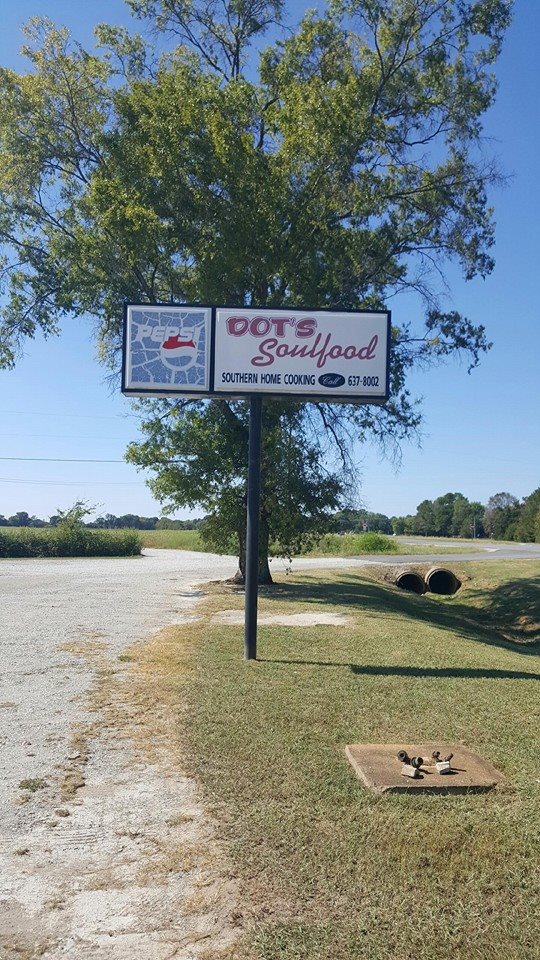 PEPSI
DOT'S
Soulfood
SOUTHERN HOME COOKING Call 637-8002